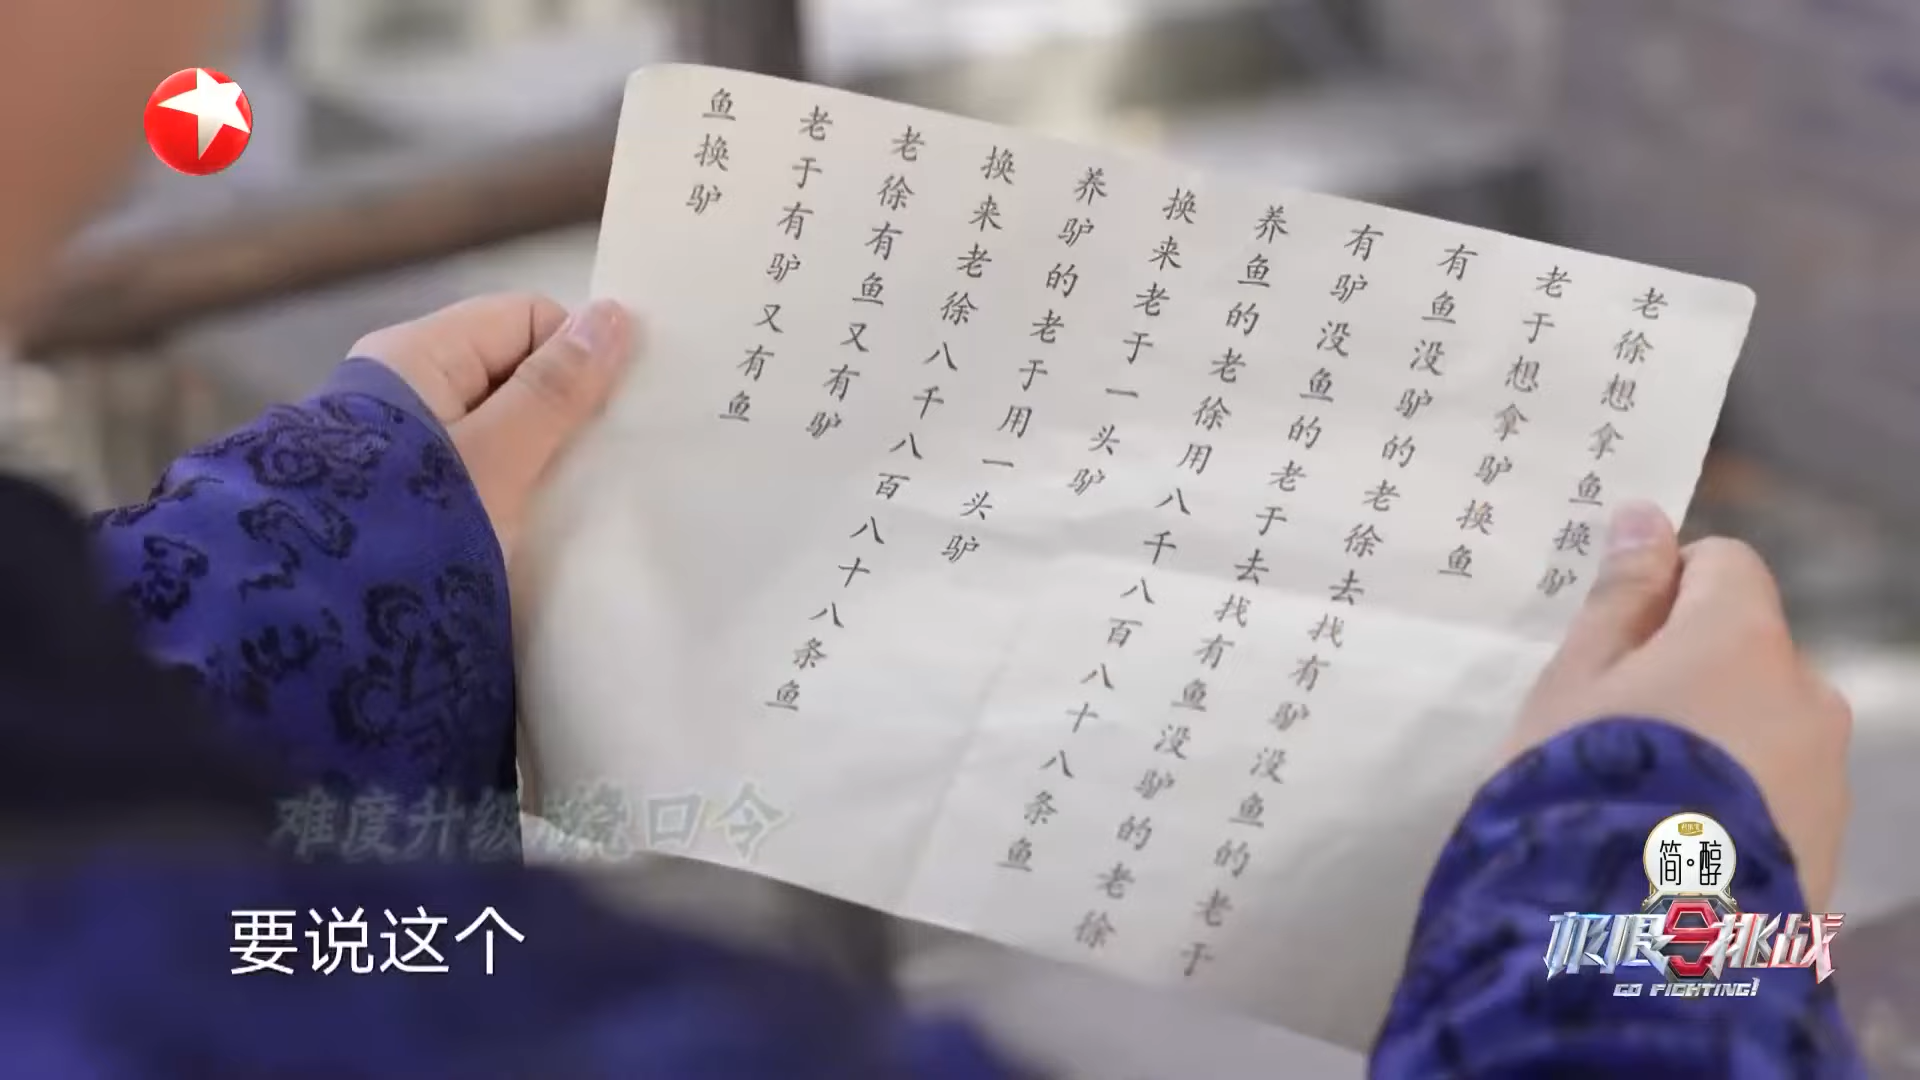 老徐想拿鱼换驴
老于想拿驴换鱼
有鱼没驴的老徐去找有驴没鱼的老于
有驴没鱼的老于去找有鱼没驴的老徐
养鱼的老徐用八千八百八十八条鱼
换来老于一头驴
养驴的老于用一头驴
换来老徐八千八百八十八条鱼
老徐有鱼又有驴
老于有驴又有鱼
鱼换驴
难度升级 绕口令
要说这个
简·醇
极限挑战
GO FIGHTING!